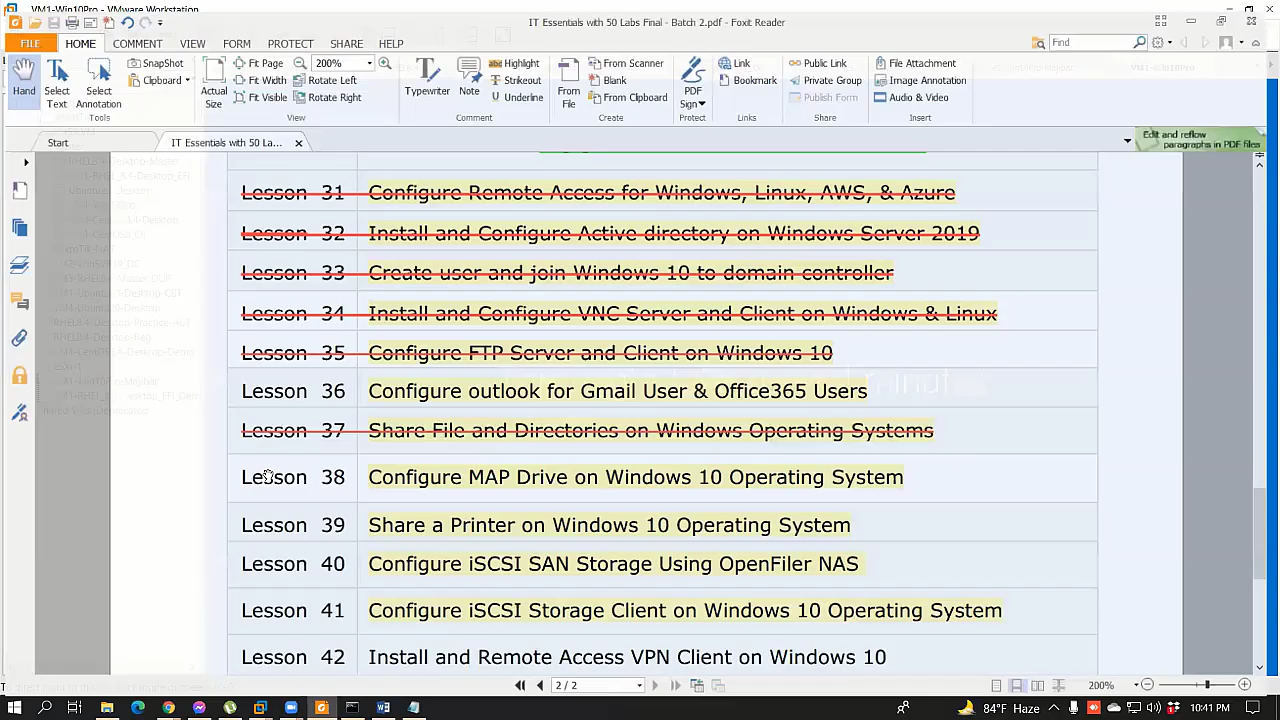 VM1-Win10Pro - VMware Workstation
IT Essentials with 50 Labs Final - Batch 2.pdf - Foxit Reader
FILE HOME COMMENT VIEW FORM PROTECT SHARE HELP
Find
Hand
Select Text
Select Annotation
SnapShot
Clipboard
Tools
Actual Size
Fit Page
Fit Width
Fit Visible
200%
Rotate Left
Rotate Right
View
Typewriter
Note
Highlight
Strikeout
Underline
Comment
From File
From Scanner
Blank
From Clipboard
Create
PDF Sign
Protect
Link
Bookmark
Links
Public Link
Private Group
Publish Form
Share
File Attachment
Image Annotation
Audio & Video
Insert
Start
IT Essentials with 50 La...
Edit and reflow
paragraphs in PDF files
Lesson 31 Configure Remote Access for Windows, Linux, AWS, & Azure
Lesson 32 Install and Configure Active directory on Windows Server 2019
Lesson 33 Create user and join Windows 10 to domain controller
Lesson 34 Install and Configure VNC Server and Client on Windows & Linux
Lesson 35 Configure FTP Server and Client on Windows 10
Lesson 36 Configure outlook for Gmail User & Office365 Users
Lesson 37 Share File and Directories on Windows Operating Systems
Lesson 38 Configure MAP Drive on Windows 10 Operating System
Lesson 39 Share a Printer on Windows 10 Operating System
Lesson 40 Configure iSCSI SAN Storage Using OpenFiler NAS
Lesson 41 Configure iSCSI Storage Client on Windows 10 Operating System
Lesson 42 Install and Remote Access VPN Client on Windows 10
2 / 2
200%
84°F Haze
10:41 PM